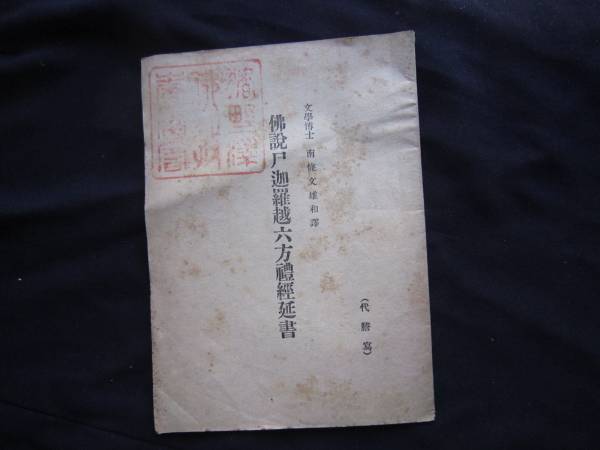 文學博士 南條文雄和譯
佛說尸迦羅越六方禮經延書
(代謄寫)